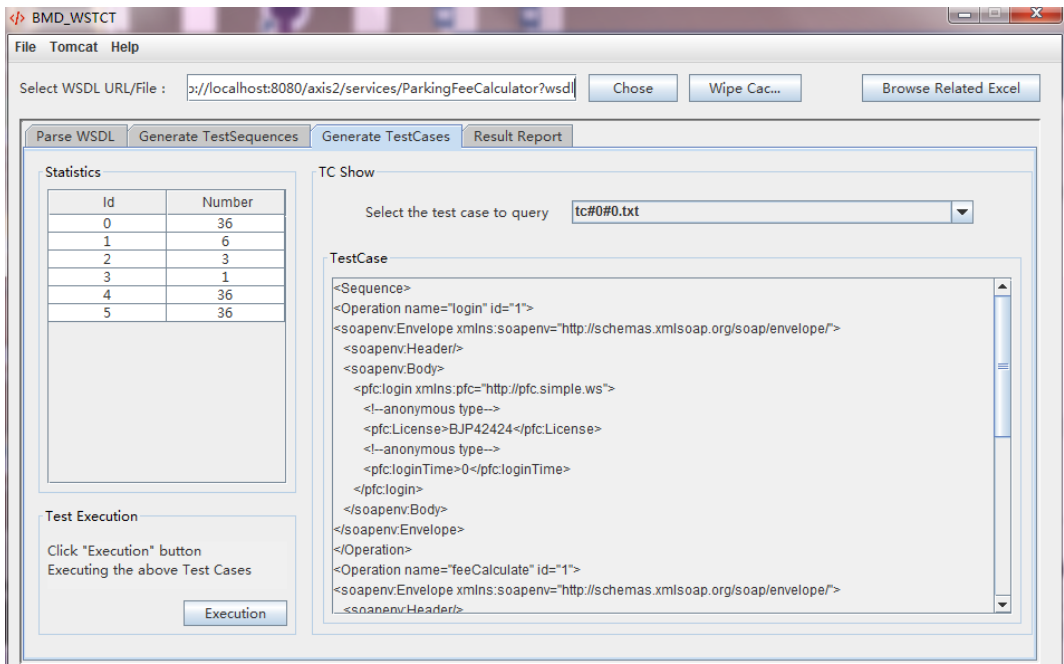 </> BMD_WSTCT
File Tomcat Help
Select WSDL URL/File : ɔ://localhost:8080/axis2/services/ParkingFeeCalculator?wsdl Chose Wipe Cac... Browse Related Excel
Parse WSDL Generate TestSequences Generate TestCases Result Report
Statistics
Id Number
0 36
1 6
2 3
3 1
4 36
5 36
Test Execution
Click "Execution" button
Executing the above Test Cases
Execution
TC Show
Select the test case to query tc#0#0.txt
TestCase
<Sequence>
<Operation name="login" id="1">
<soapenv:Envelope xmlns:soapenv="http://schemas.xmlsoap.org/soap/envelope/">
<soapenv:Header/>
<soapenv:Body>
<pfc:login xmlns:pfc="http://pfc.simple.ws">
<!--anonymous type-->
<pfc:License>BJP42424</pfc:License>
<!--anonymous type-->
<pfc:loginTime>0</pfc:loginTime>
</pfc:login>
</soapenv:Body>
</soapenv:Envelope>
</Operation>
<Operation name="feeCalculate" id="1">
<soapenv:Envelope xmlns:soapenv="http://schemas.xmlsoap.org/soap/envelope/">
<soapenv:Header/>